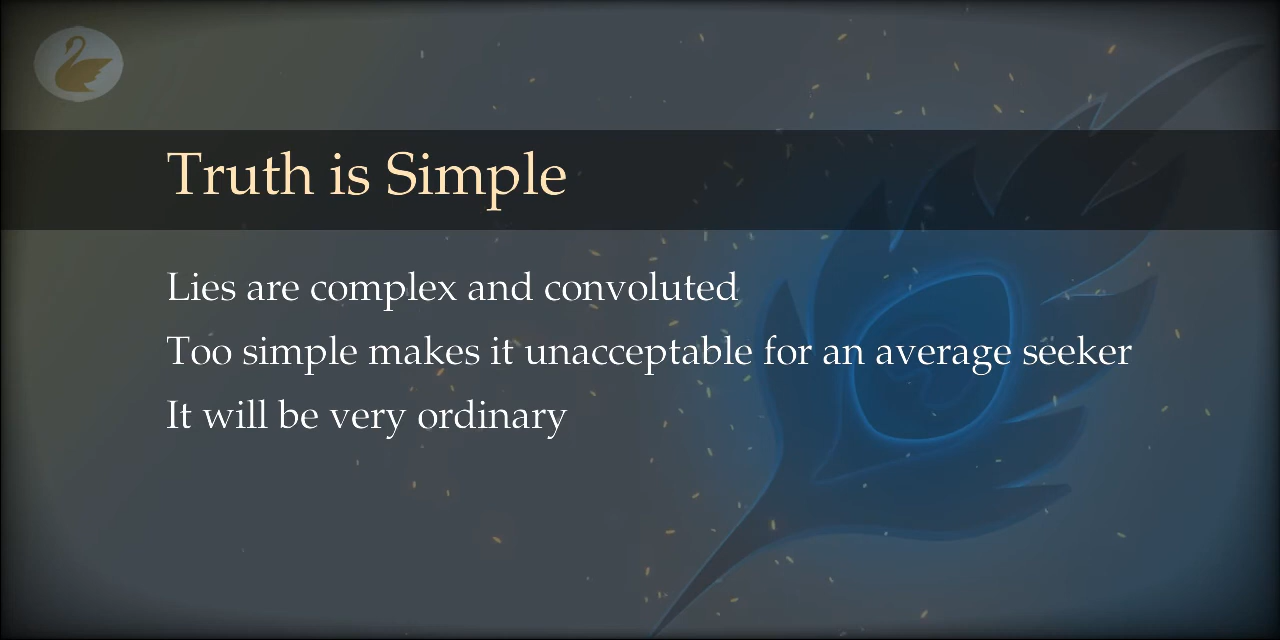 Truth is Simple
Lies are complex and convoluted
Too simple makes it unacceptable for an average seeker
It will be very ordinary